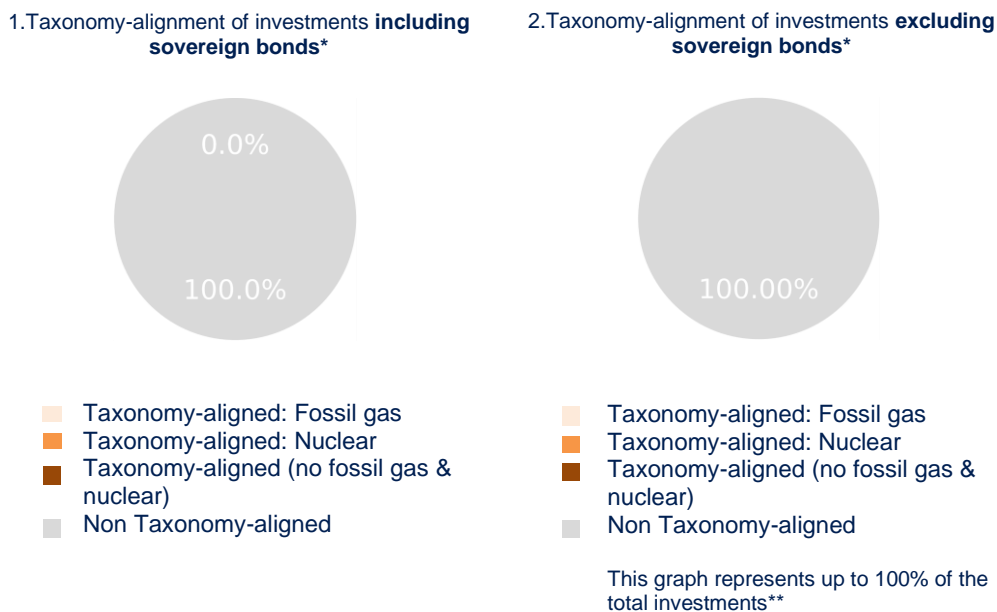 1.Taxonomy-alignment of investments including
sovereign bonds*
0.0%
100.0%
Taxonomy-aligned: Fossil gas
Taxonomy-aligned: Nuclear
Taxonomy-aligned (no fossil gas &
nuclear)
Non Taxonomy-aligned
2.Taxonomy-alignment of investments excluding
sovereign bonds*
100.00%
Taxonomy-aligned: Fossil gas
Taxonomy-aligned: Nuclear
Taxonomy-aligned (no fossil gas &
nuclear)
Non Taxonomy-aligned
This graph represents up to 100% of the
total investments**